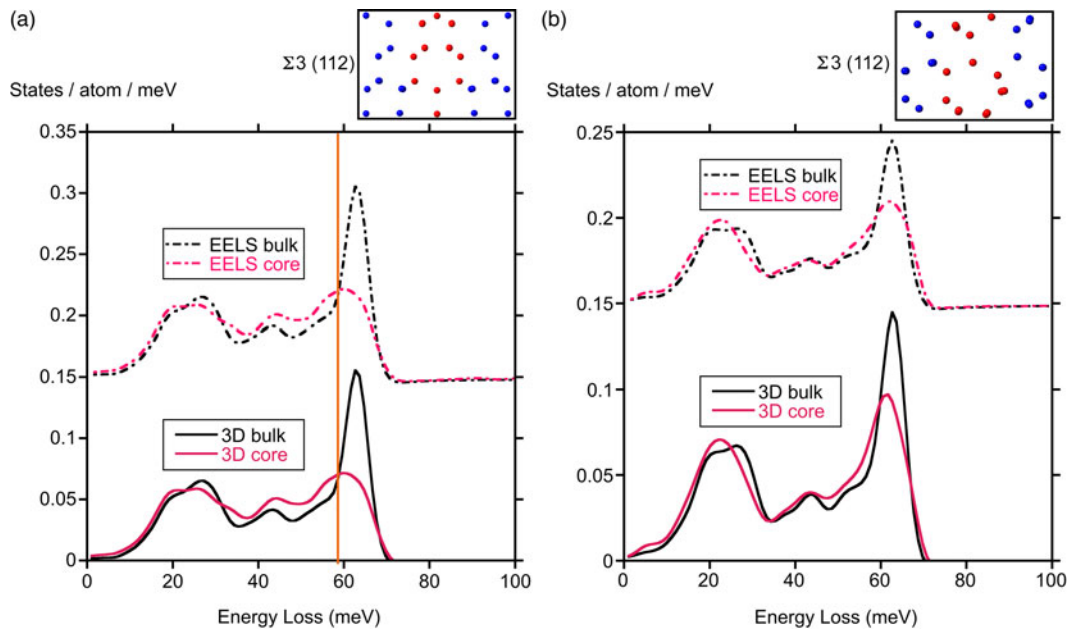 (a)
Σ3 (112)
States / atom / meV
0.35
0.3
0.25
0.2
0.15
0.1
0.05
0
EELS bulk
EELS core
3D bulk
3D core
0 20 40 60 80 100
Energy Loss (meV)
(b)
Σ3 (112)
States / atom / meV
0.25
0.2
0.15
0.1
0.05
0
EELS bulk
EELS core
3D bulk
3D core
0 20 40 60 80 100
Energy Loss (meV)